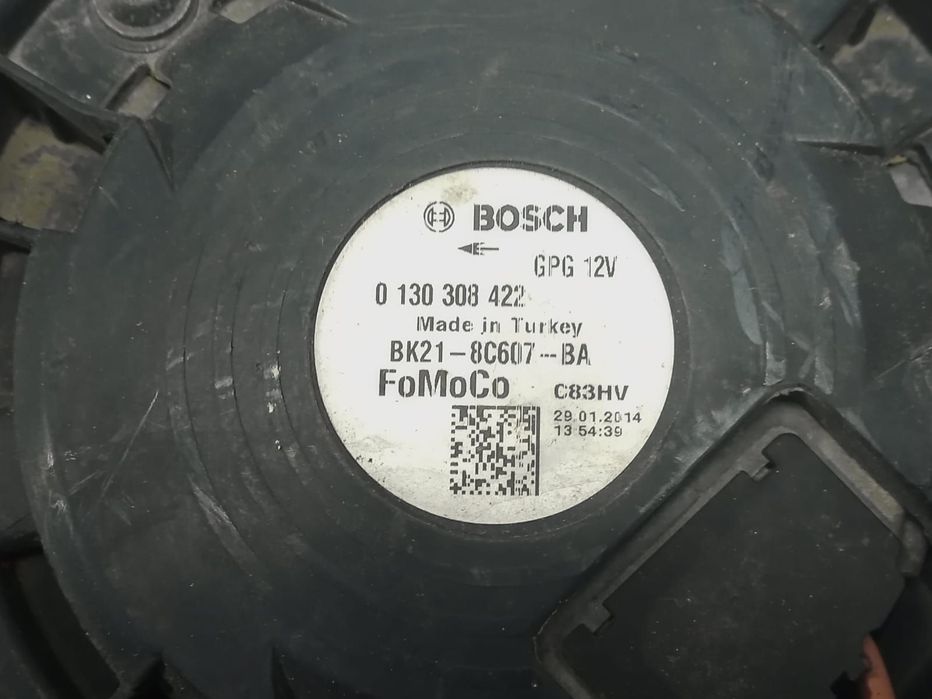 BOSCH
GPG 12V
0 130 308 422
Made in Turkey
BK21-8C607--BA
FoMoCo C83HV
29.01.2014
13:54:39